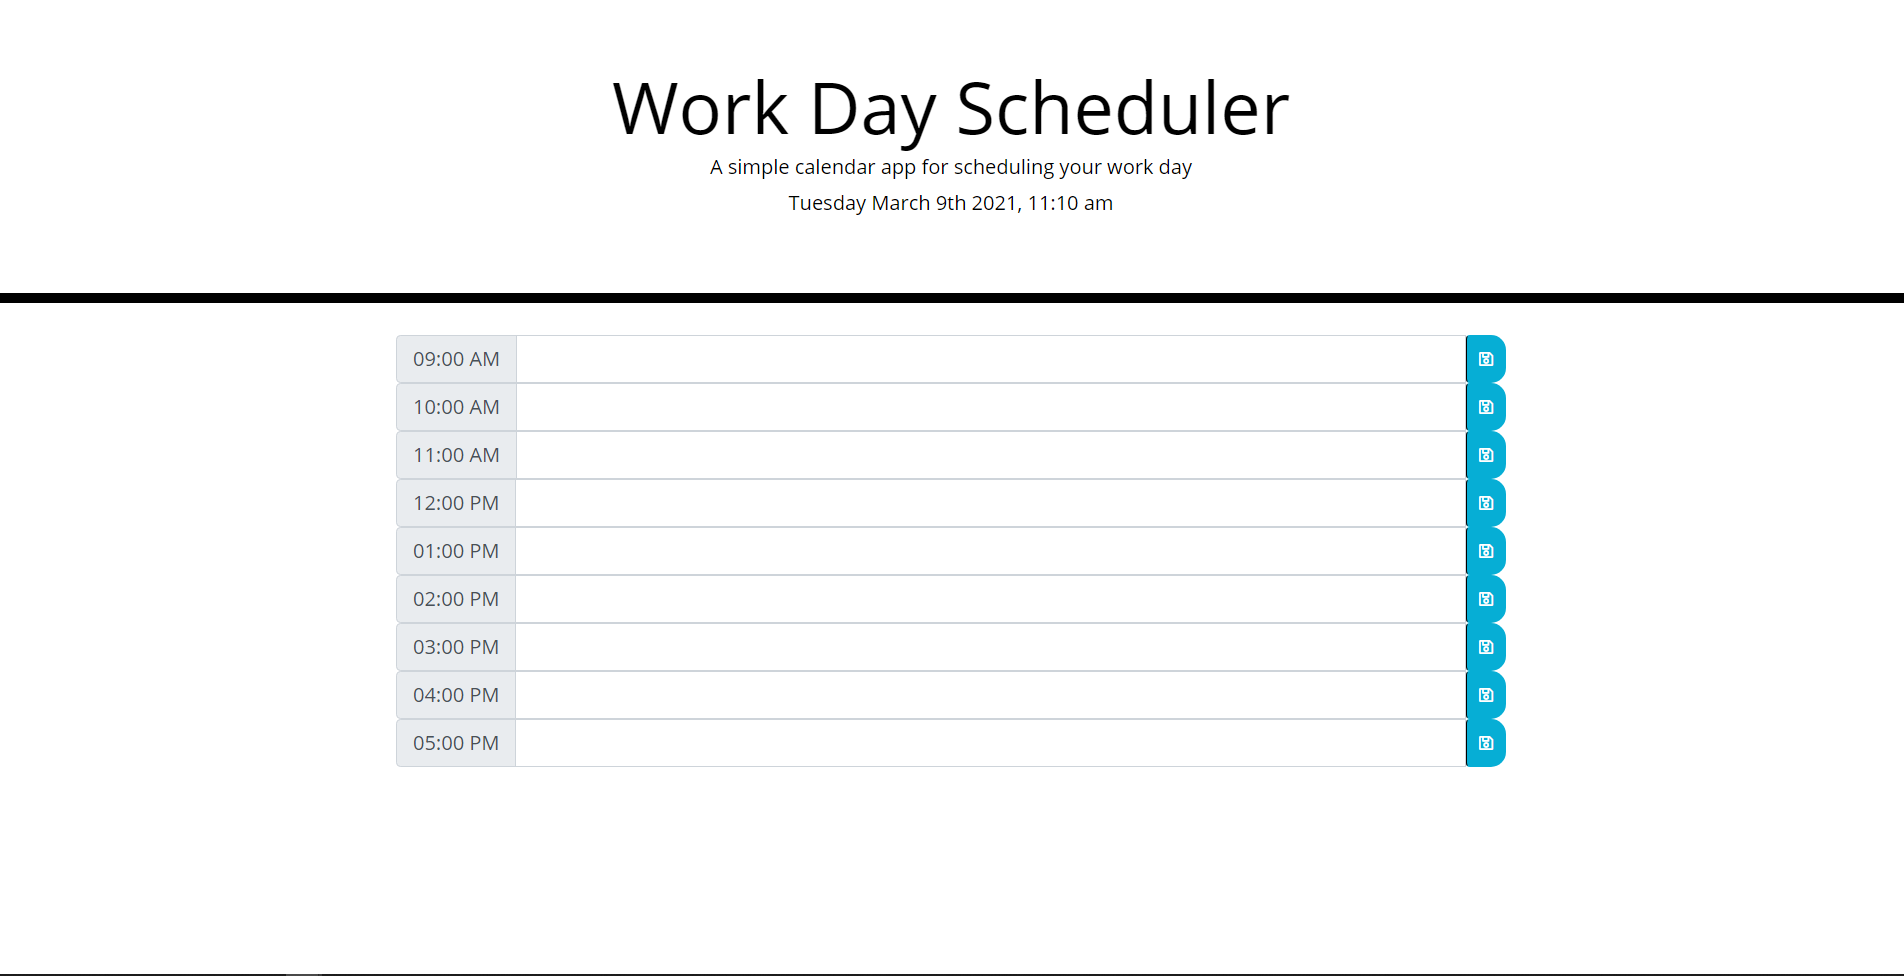 Work Day Scheduler
A simple calendar app for scheduling your work day
Tuesday March 9th 2021, 11:10 am
09:00 AM
10:00 AM
11:00 AM
12:00 PM
01:00 PM
02:00 PM
03:00 PM
04:00 PM
05:00 PM